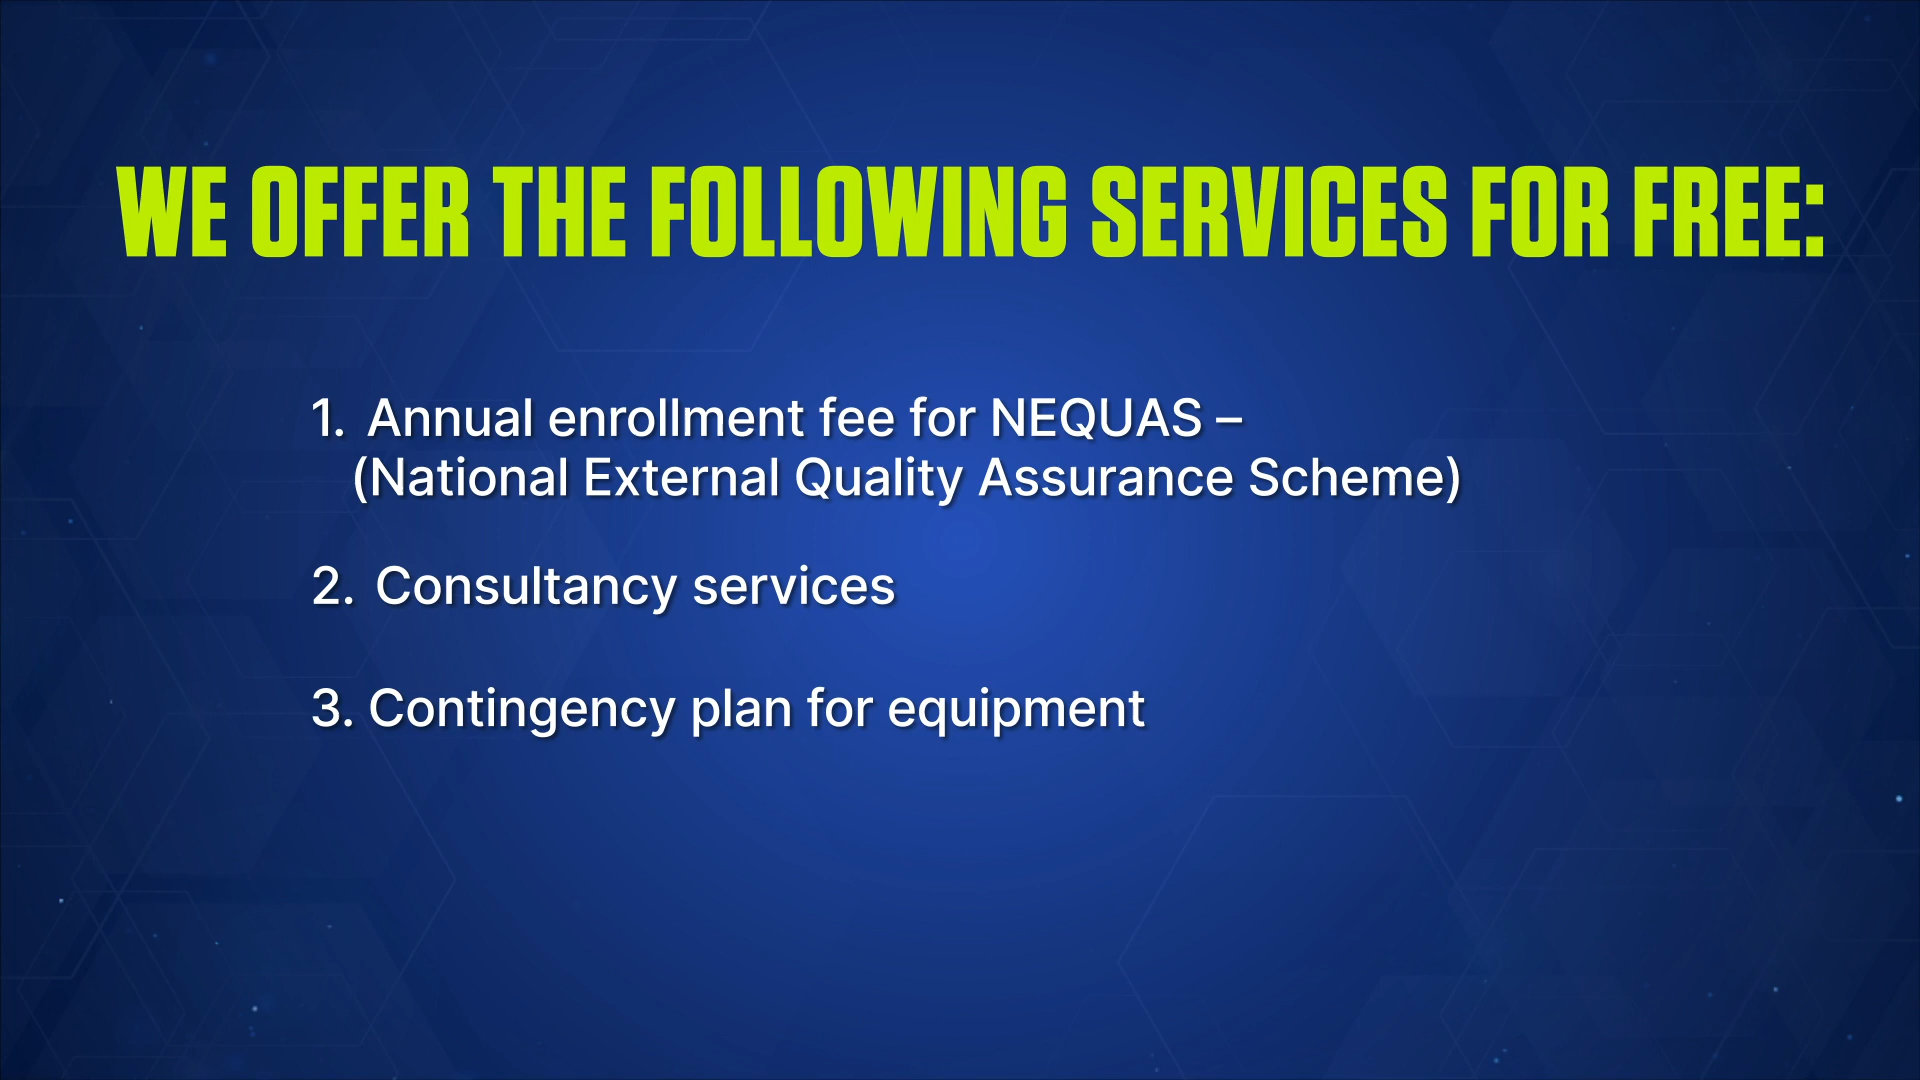 WE OFFER THE FOLLOWING SERVICES FOR FREE:
1. Annual enrollment fee for NEQUAS –
(National External Quality Assurance Scheme)
2. Consultancy services
3. Contingency plan for equipment